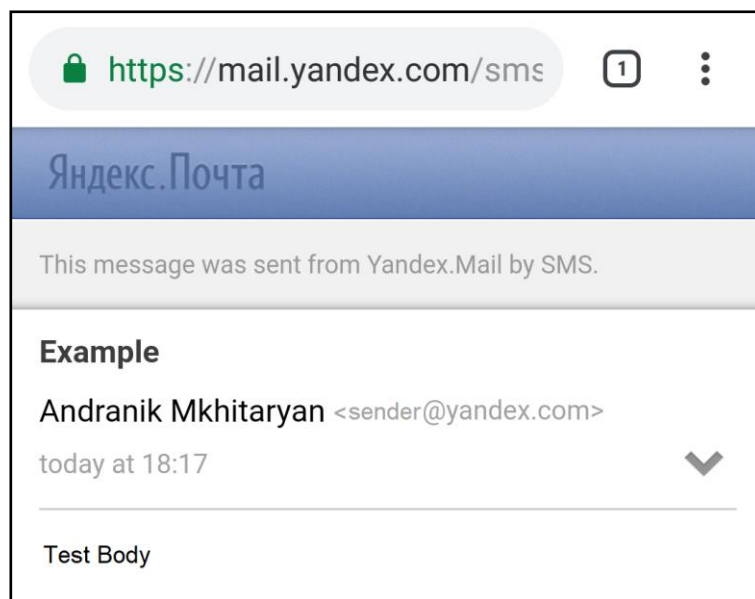 https://mail.yandex.com/sms 1
Яндекс.Почта
This message was sent from Yandex.Mail by SMS.
Example
Andranik Mkhitaryan <sender@yandex.com>
today at 18:17
Test Body